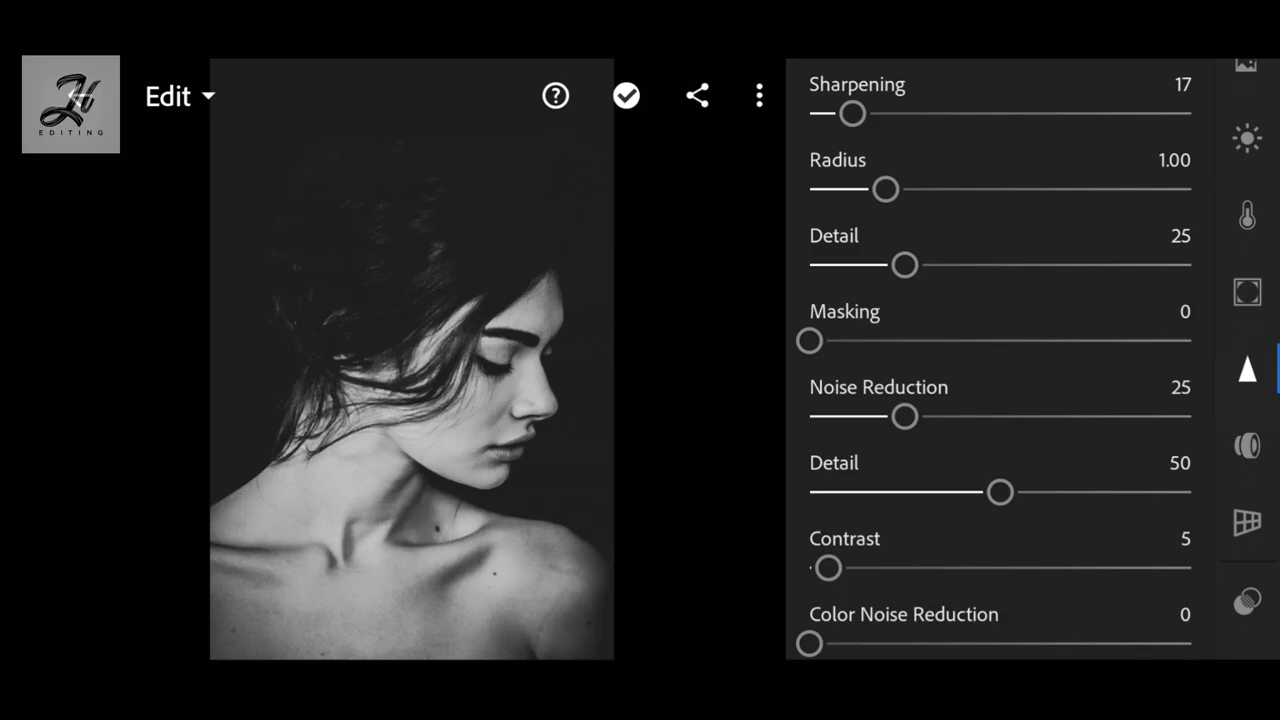 EDITING
Edit
Sharpening 17
Radius 1.00
Detail 25
Masking 0
Noise Reduction 25
Detail 50
Contrast 5
Color Noise Reduction 0